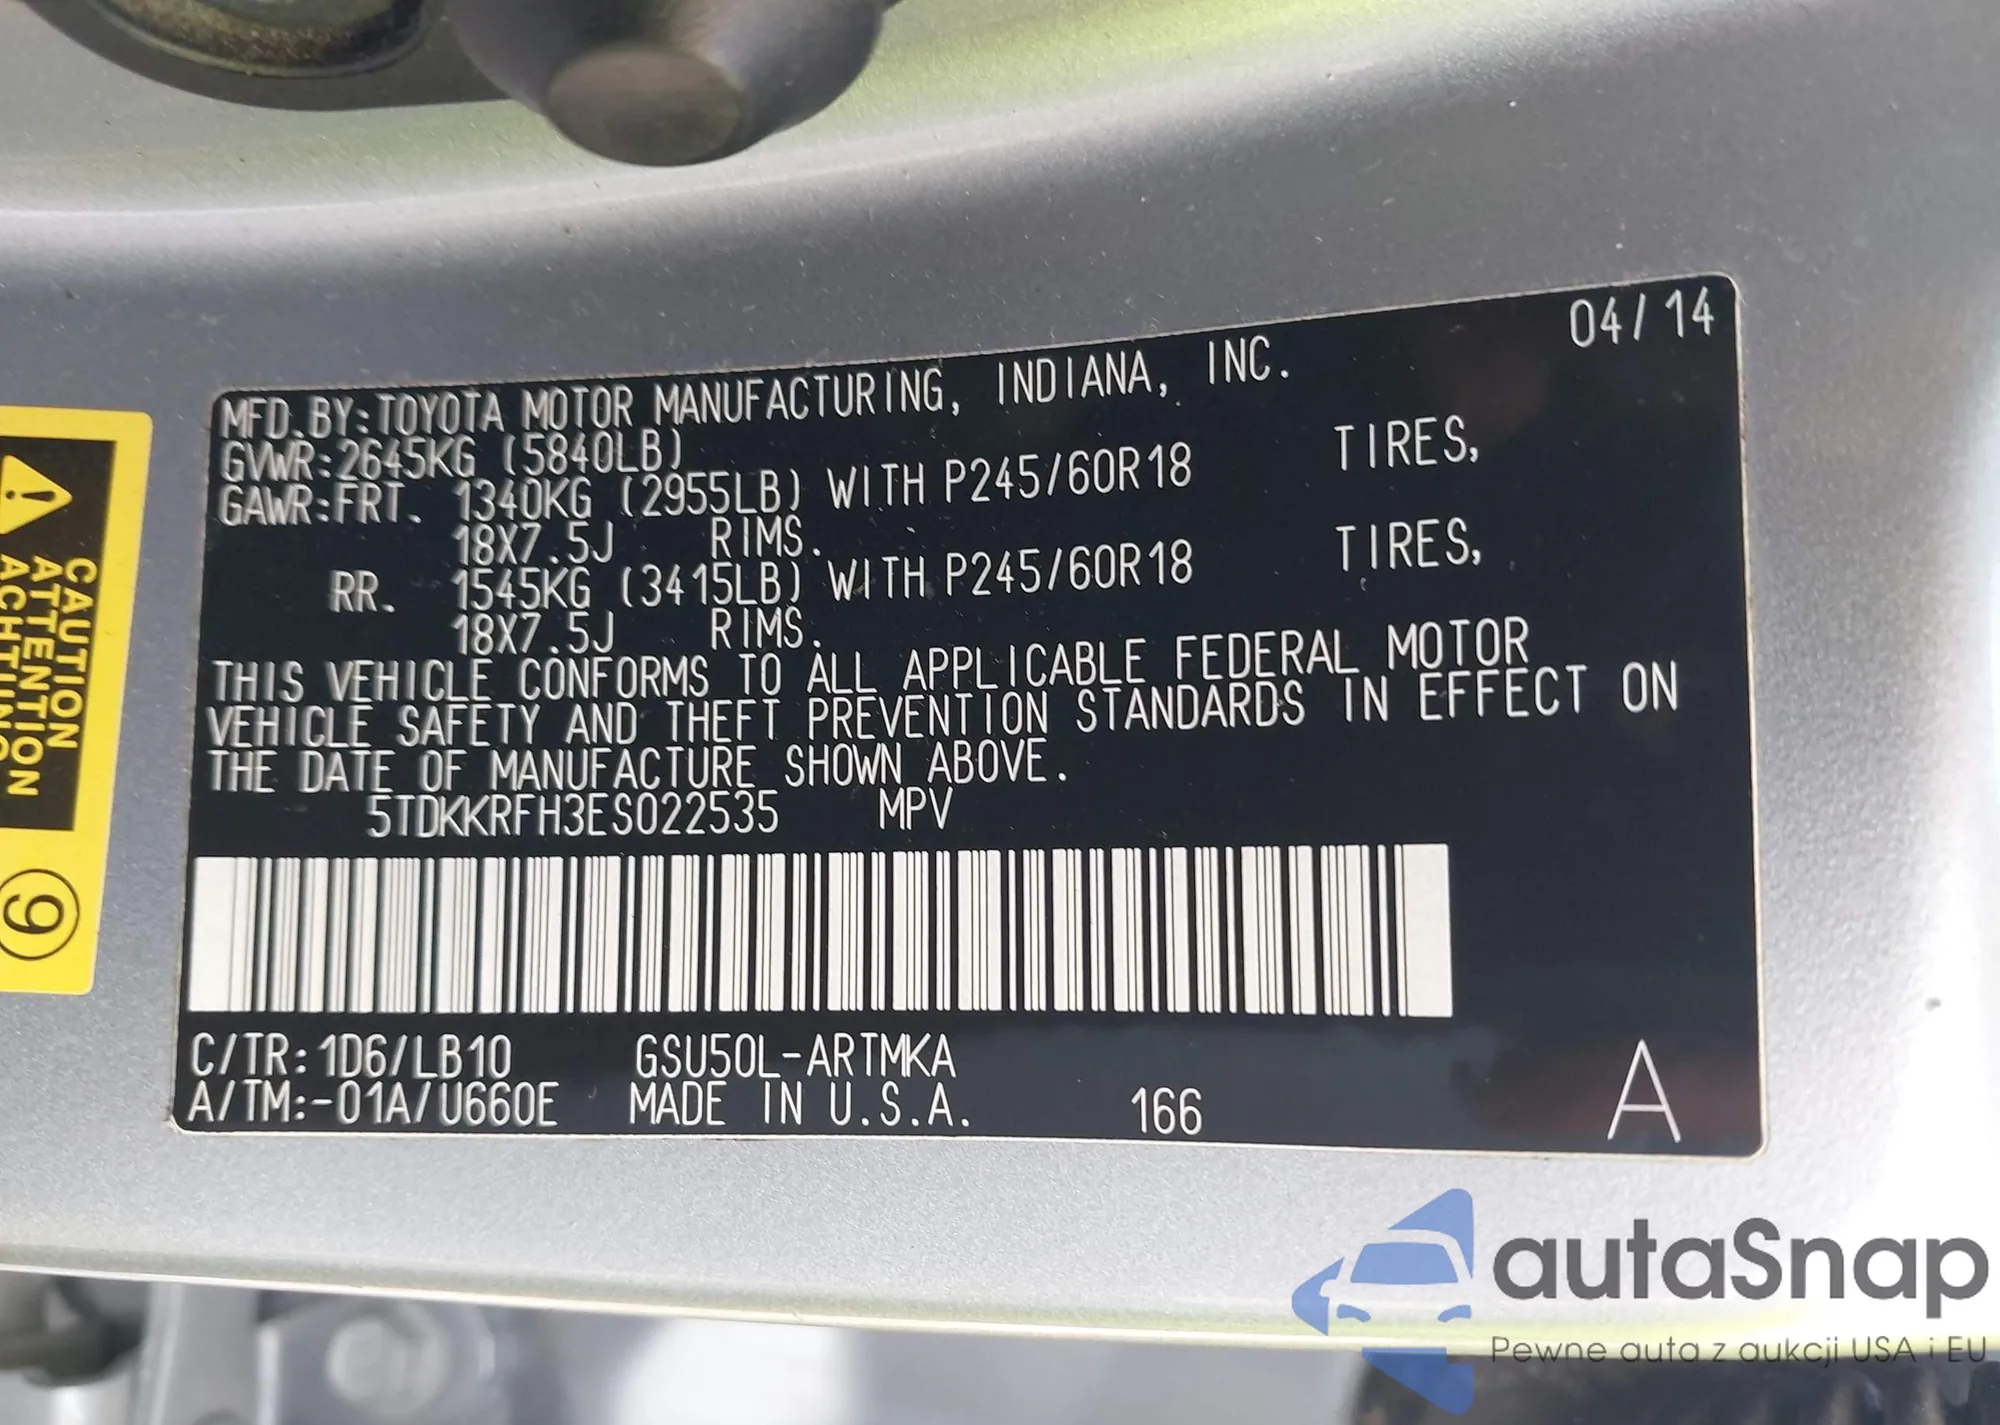 04/14
MFD.BY:TOYOTA MOTOR MANUFACTURING, INDIANA, INC.
GVWR:2645KG (5840LB)
GAWR:FRT. 1340KG (2955LB) WITH P245/60R18 TIRES,
18X7.5J RIMS.
RR. 1545KG (3415LB) WITH P245/60R18 TIRES,
18X7.5J RIMS.
THIS VEHICLE CONFORMS TO ALL APPLICABLE FEDERAL MOTOR
VEHICLE SAFETY AND THEFT PREVENTION STANDARDS IN EFFECT ON
THE DATE OF MANUFACTURE SHOWN ABOVE.
5TDKKRFH3ES022535 MPV
C/TR:1D6/LB10 GSU50L-ARTMKA
A/TM:-01A/U660E MADE IN U.S.A. 166 A
CAUTION
ATTENTION
ACHTUNG
9
autaSnap
Pewne auta z aukcji USA i EU